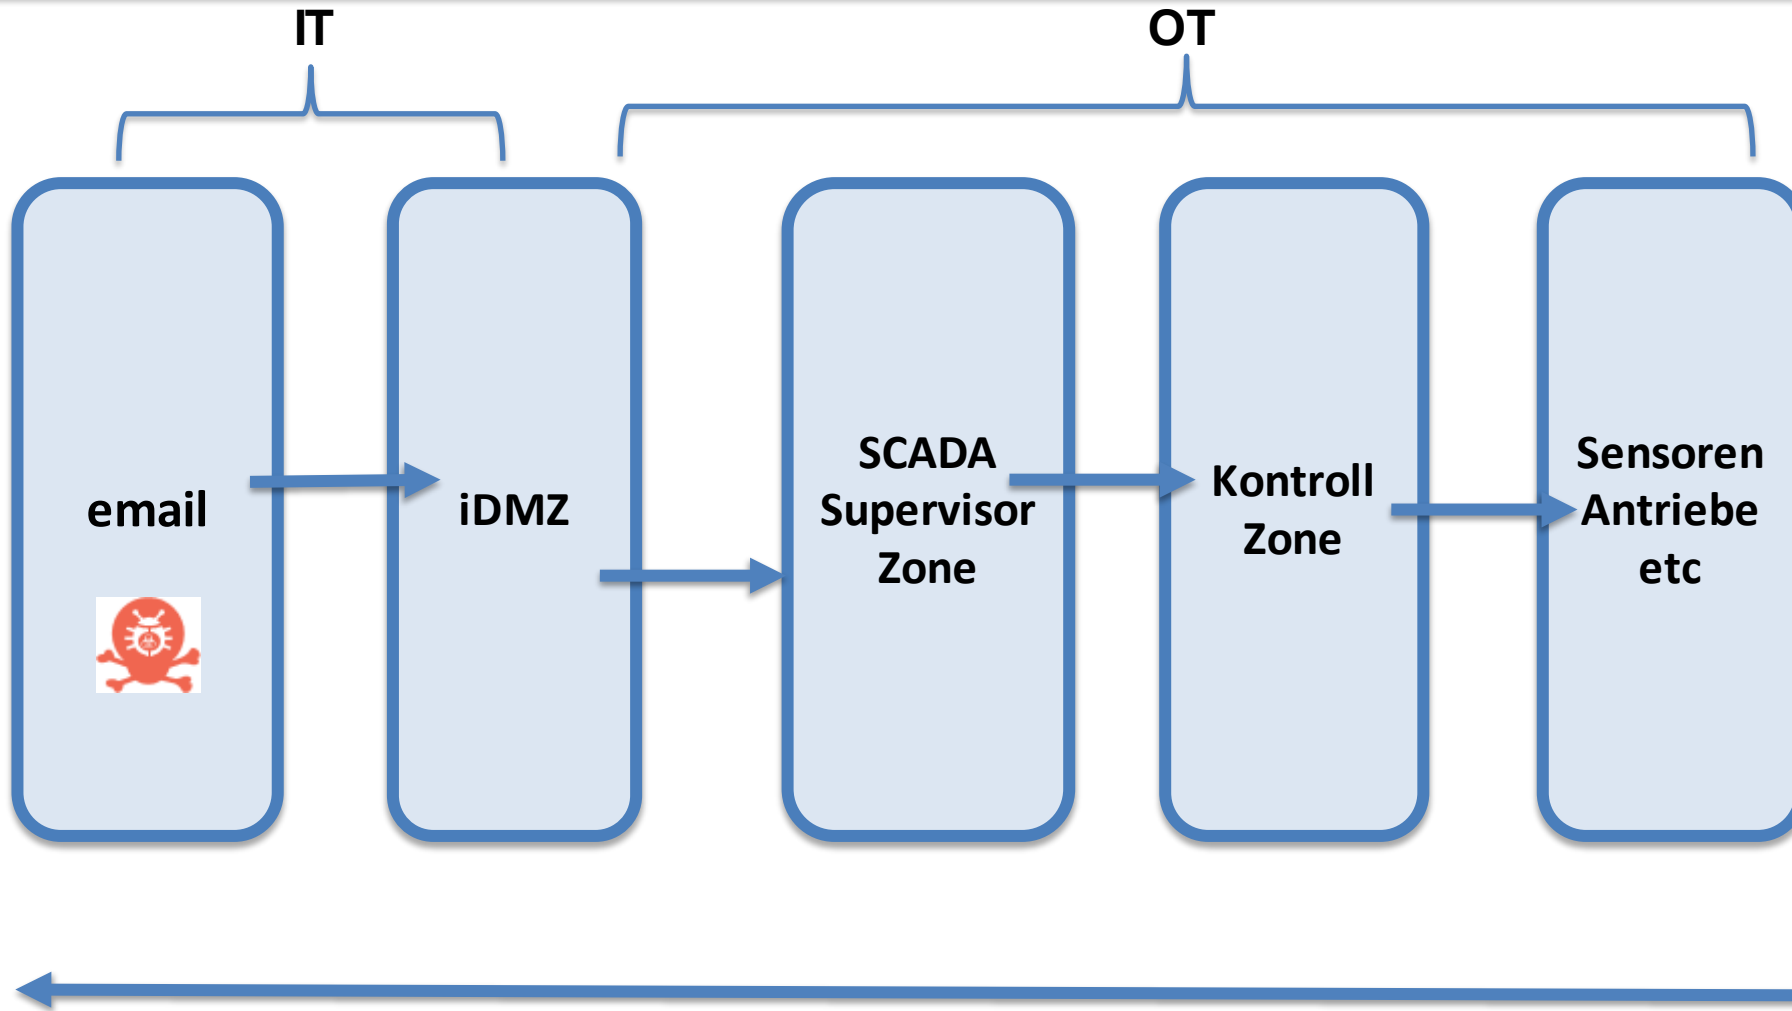 IT
OT
email
iDMZ
SCADA
Supervisor
Zone
Kontroll
Zone
Sensoren
Antriebe
etc